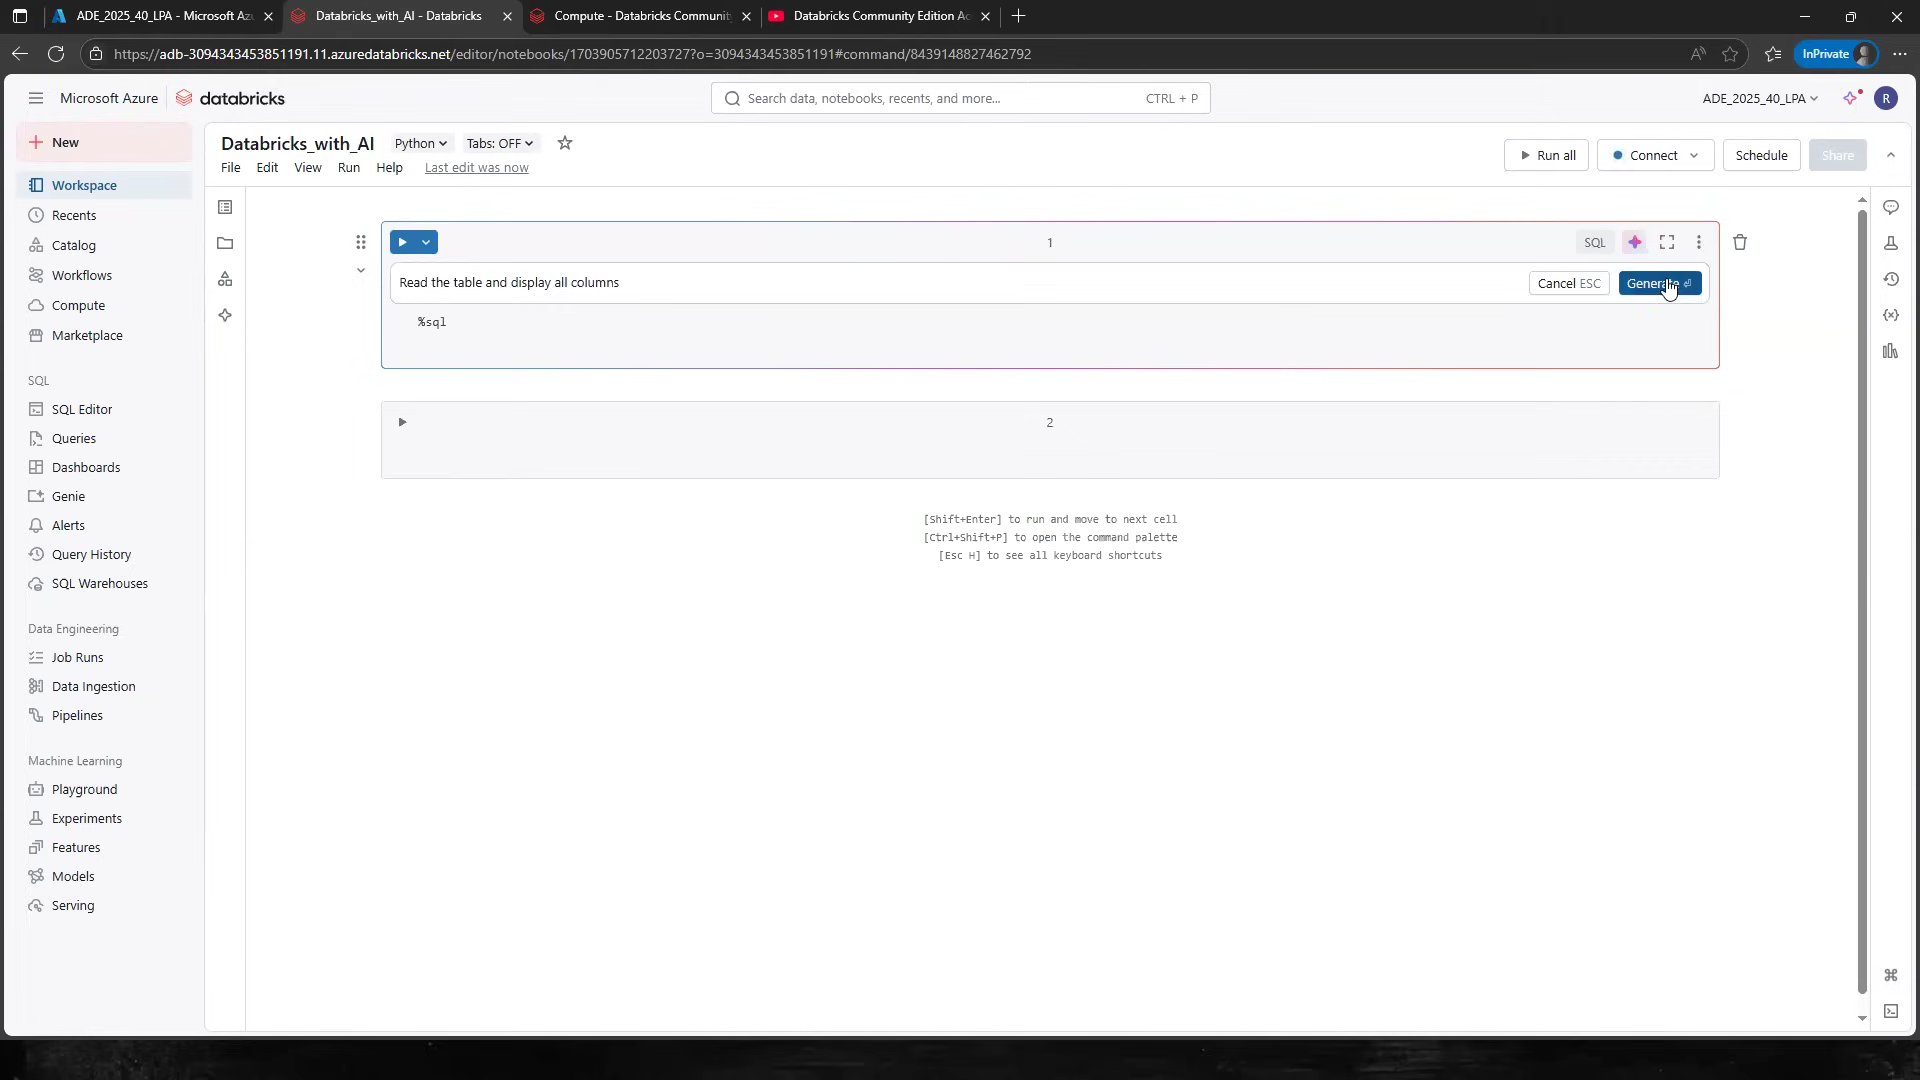 ADE_2025_40_LPA - Microsoft Az
Databricks_with_AI - Databricks
Compute - Databricks Communit
Databricks Community Edition Ac
https://adb-3094343453851191.11.azuredatabricks.net/editor/notebooks/1703905712203727?o=3094343453851191#command/8439148827462792
InPrivate
Microsoft Azure
databricks
Search data, notebooks, recents, and more...
CTRL + P
ADE_2025_40_LPA
R
New
Workspace
Recents
Catalog
Workflows
Compute
Marketplace
SQL
SQL Editor
Queries
Dashboards
Genie
Alerts
Query History
SQL Warehouses
Data Engineering
Job Runs
Data Ingestion
Pipelines
Machine Learning
Playground
Experiments
Features
Models
Serving
Databricks_with_AI
Python
Tabs: OFF
File
Edit
View
Run
Help
Last edit was now
Run all
Connect
Schedule
Share
1
SQL
Read the table and display all columns
Cancel ESC
Generate
%sql
2
[Shift+Enter] to run and move to next cell
[Ctrl+Shift+P] to open the command palette
[Esc H] to see all keyboard shortcuts